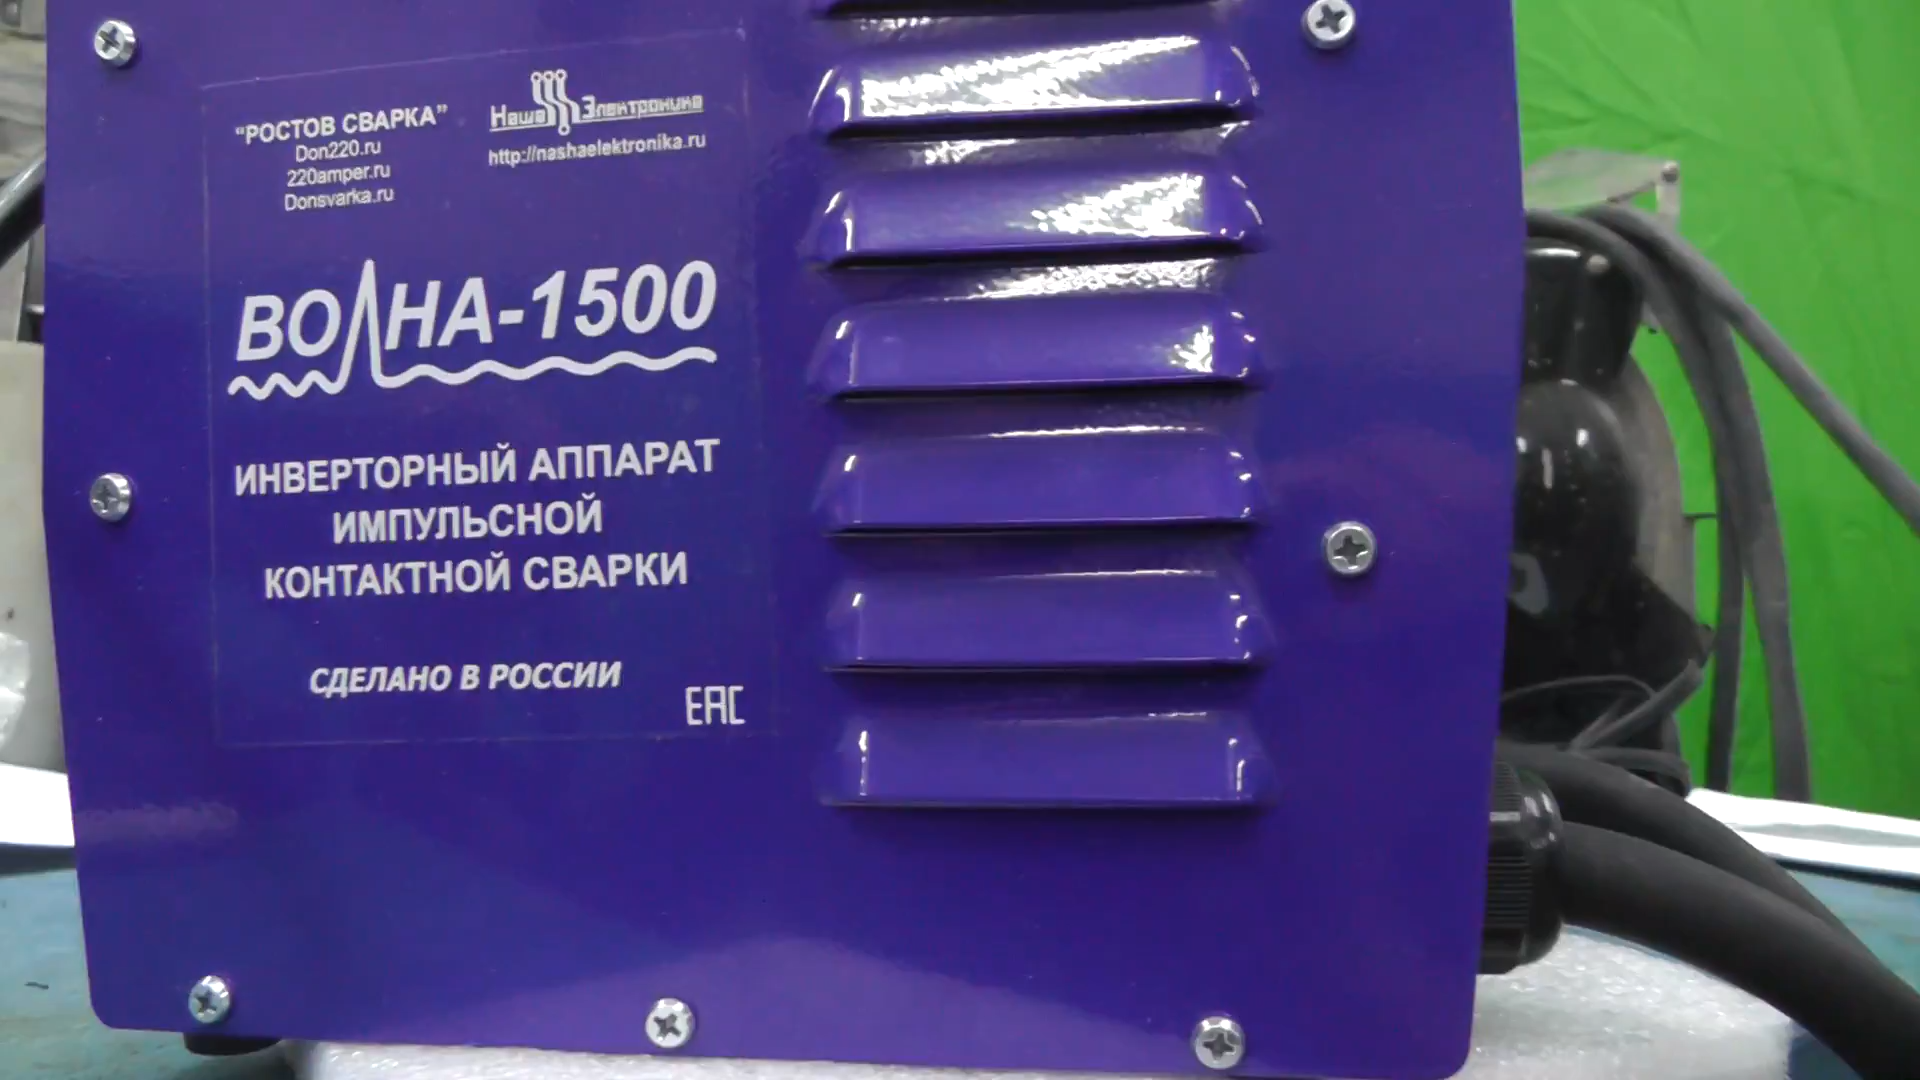 "РОСТОВ СВАРКА"
Don220.ru
220amper.ru
Donsvarka.ru
Наша Электроника
http://nashaelektronika.ru
ВОЛНА-1500
ИНВЕРТОРНЫЙ АППАРАТ
ИМПУЛЬСНОЙ
КОНТАКТНОЙ СВАРКИ
СДЕЛАНО В РОССИИ
ЕАС